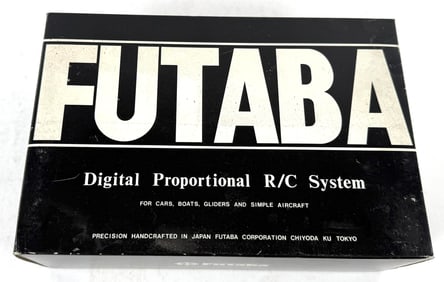 FUTABA
Digital Proportional R/C System
FOR CARS, BOATS, GLIDERS AND SIMPLE AIRCRAFT
PRECISION HANDCRAFTED IN JAPAN FUTABA CORPORATION CHIYODA KU TOKYO